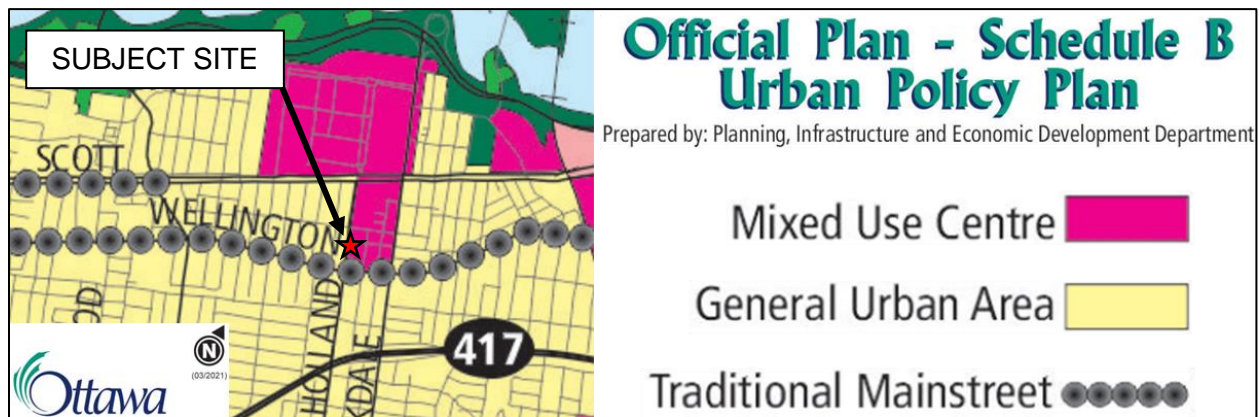 SUBJECT SITE
SCOTT
WELLINGTON
HOLLAND
417
N
(03/2021)
Ottawa
Official Plan - Schedule B
Urban Policy Plan
Prepared by: Planning, Infrastructure and Economic Development Department
Mixed Use Centre
General Urban Area
Traditional Mainstreet